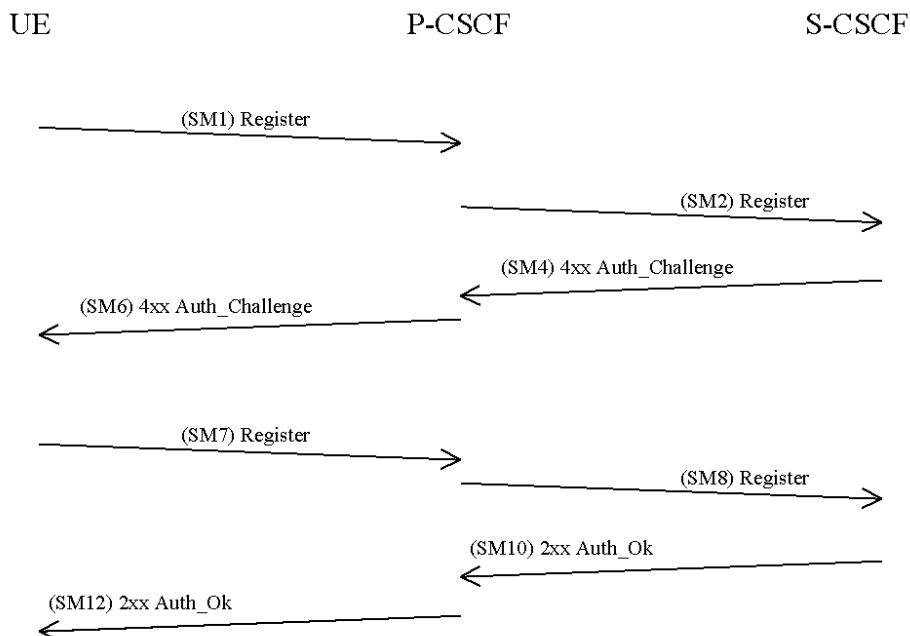 UE P-CSCF S-CSCF
(SM1) Register
(SM2) Register
(SM4) 4xx Auth_Challenge
(SM6) 4xx Auth_Challenge
(SM7) Register
(SM8) Register
(SM10) 2xx Auth_Ok
(SM12) 2xx Auth_Ok